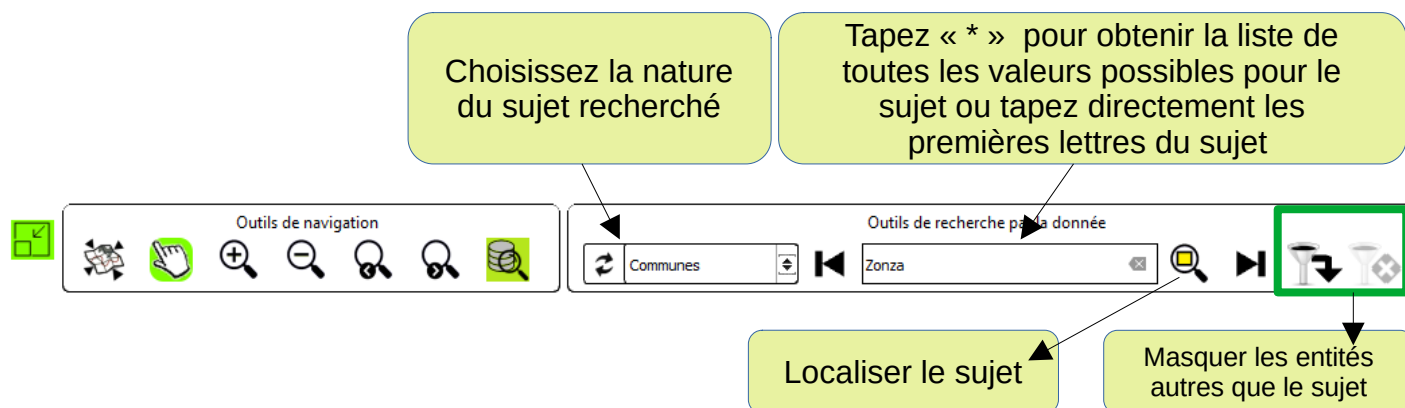 Choisissez la nature
du sujet recherché
Tapez « * » pour obtenir la liste de
toutes les valeurs possibles pour le
sujet ou tapez directement les
premières lettres du sujet
Outils de navigation
Outils de recherche par la donnée
Communes
Zonza
Localiser le sujet
Masquer les entités
autres que le sujet